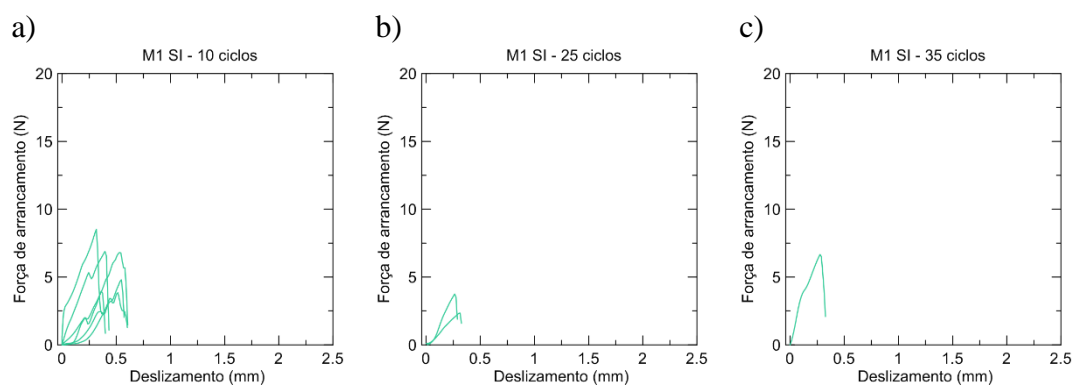 a)
M1 SI - 10 ciclos
Força de arrancamento (N)
20
15
10
5
0
0 0.5 1 1.5 2 2.5
Deslizamento (mm)
b)
M1 SI - 25 ciclos
Força de arrancamento (N)
20
15
10
5
0
0 0.5 1 1.5 2 2.5
Deslizamento (mm)
c)
M1 SI - 35 ciclos
Força de arrancamento (N)
20
15
10
5
0
0 0.5 1 1.5 2 2.5
Deslizamento (mm)